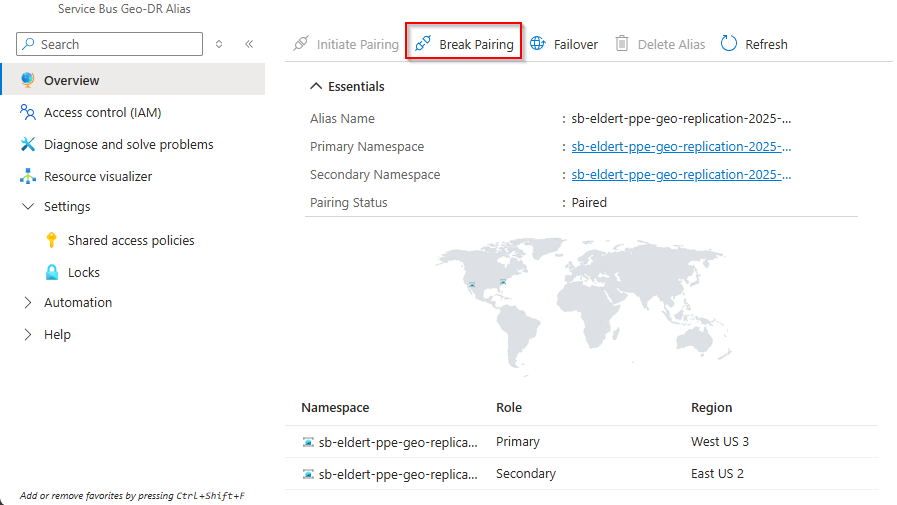 Service Bus Geo-DR Alias
Search
Initiate Pairing Break Pairing Failover Delete Alias Refresh
Overview
Access control (IAM)
Diagnose and solve problems
Resource visualizer
Settings
Shared access policies
Locks
Automation
Help
Essentials
Alias Name : sb-eldert-ppe-geo-replication-2025-...
Primary Namespace : sb-eldert-ppe-geo-replication-2025-...
Secondary Namespace : sb-eldert-ppe-geo-replication-2025-...
Pairing Status : Paired
Namespace Role Region
sb-eldert-ppe-geo-replica... Primary West US 3
sb-eldert-ppe-geo-replica... Secondary East US 2
Add or remove favorites by pressing Ctrl+Shift+F